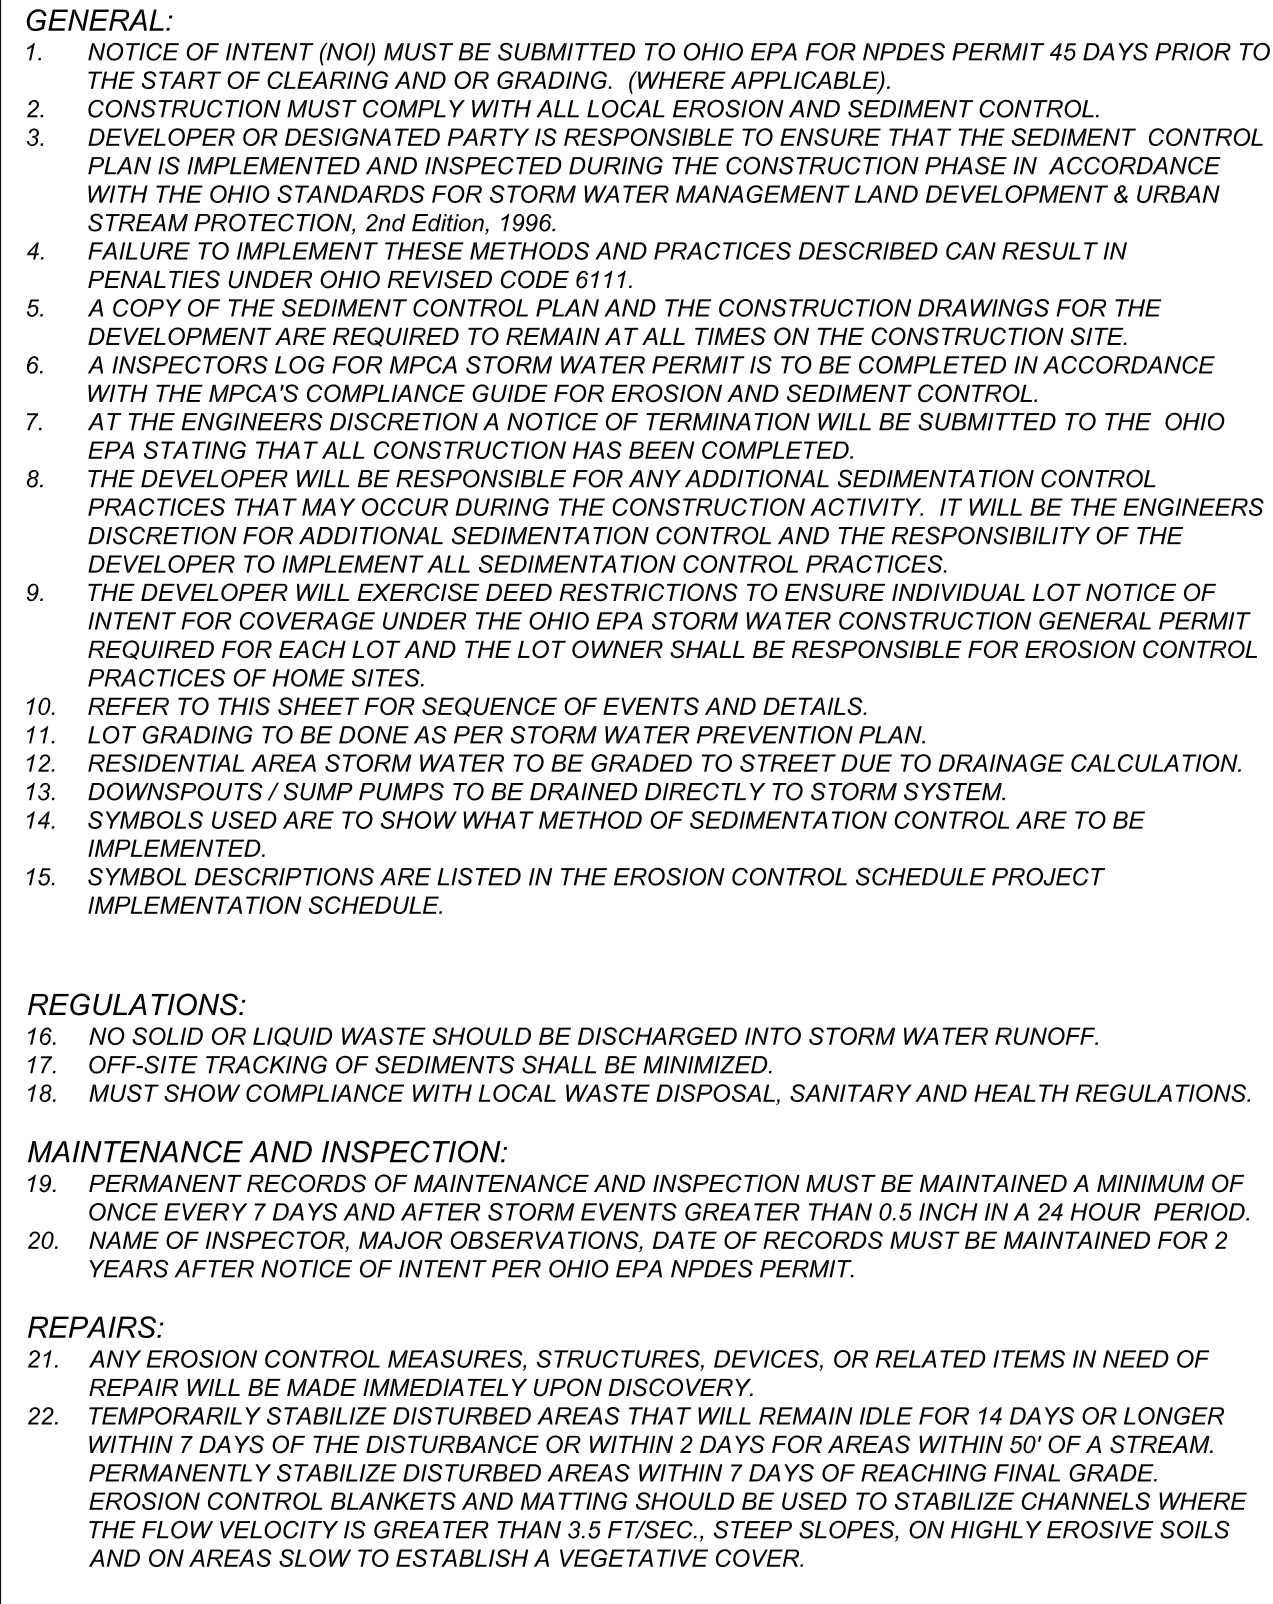 GENERAL:
1. NOTICE OF INTENT (NOI) MUST BE SUBMITTED TO OHIO EPA FOR NPDES PERMIT 45 DAYS PRIOR TO
THE START OF CLEARING AND OR GRADING. (WHERE APPLICABLE).
2. CONSTRUCTION MUST COMPLY WITH ALL LOCAL EROSION AND SEDIMENT CONTROL.
3. DEVELOPER OR DESIGNATED PARTY IS RESPONSIBLE TO ENSURE THAT THE SEDIMENT CONTROL
PLAN IS IMPLEMENTED AND INSPECTED DURING THE CONSTRUCTION PHASE IN ACCORDANCE
WITH THE OHIO STANDARDS FOR STORM WATER MANAGEMENT LAND DEVELOPMENT & URBAN
STREAM PROTECTION, 2nd Edition, 1996.
4. FAILURE TO IMPLEMENT THESE METHODS AND PRACTICES DESCRIBED CAN RESULT IN
PENALTIES UNDER OHIO REVISED CODE 6111.
5. A COPY OF THE SEDIMENT CONTROL PLAN AND THE CONSTRUCTION DRAWINGS FOR THE
DEVELOPMENT ARE REQUIRED TO REMAIN AT ALL TIMES ON THE CONSTRUCTION SITE.
6. A INSPECTORS LOG FOR MPCA STORM WATER PERMIT IS TO BE COMPLETED IN ACCORDANCE
WITH THE MPCA'S COMPLIANCE GUIDE FOR EROSION AND SEDIMENT CONTROL.
7. AT THE ENGINEERS DISCRETION A NOTICE OF TERMINATION WILL BE SUBMITTED TO THE OHIO
EPA STATING THAT ALL CONSTRUCTION HAS BEEN COMPLETED.
8. THE DEVELOPER WILL BE RESPONSIBLE FOR ANY ADDITIONAL SEDIMENTATION CONTROL
PRACTICES THAT MAY OCCUR DURING THE CONSTRUCTION ACTIVITY. IT WILL BE THE ENGINEERS
DISCRETION FOR ADDITIONAL SEDIMENTATION CONTROL AND THE RESPONSIBILITY OF THE
DEVELOPER TO IMPLEMENT ALL SEDIMENTATION CONTROL PRACTICES.
9. THE DEVELOPER WILL EXERCISE DEED RESTRICTIONS TO ENSURE INDIVIDUAL LOT NOTICE OF
INTENT FOR COVERAGE UNDER THE OHIO EPA STORM WATER CONSTRUCTION GENERAL PERMIT
REQUIRED FOR EACH LOT AND THE LOT OWNER SHALL BE RESPONSIBLE FOR EROSION CONTROL
PRACTICES OF HOME SITES.
10. REFER TO THIS SHEET FOR SEQUENCE OF EVENTS AND DETAILS.
11. LOT GRADING TO BE DONE AS PER STORM WATER PREVENTION PLAN.
12. RESIDENTIAL AREA STORM WATER TO BE GRADED TO STREET DUE TO DRAINAGE CALCULATION.
13. DOWNSPOUTS / SUMP PUMPS TO BE DRAINED DIRECTLY TO STORM SYSTEM.
14. SYMBOLS USED ARE TO SHOW WHAT METHOD OF SEDIMENTATION CONTROL ARE TO BE
IMPLEMENTED.
15. SYMBOL DESCRIPTIONS ARE LISTED IN THE EROSION CONTROL SCHEDULE PROJECT
IMPLEMENTATION SCHEDULE.
REGULATIONS:
16. NO SOLID OR LIQUID WASTE SHOULD BE DISCHARGED INTO STORM WATER RUNOFF.
17. OFF-SITE TRACKING OF SEDIMENTS SHALL BE MINIMIZED.
18. MUST SHOW COMPLIANCE WITH LOCAL WASTE DISPOSAL, SANITARY AND HEALTH REGULATIONS.
MAINTENANCE AND INSPECTION:
19. PERMANENT RECORDS OF MAINTENANCE AND INSPECTION MUST BE MAINTAINED A MINIMUM OF
ONCE EVERY 7 DAYS AND AFTER STORM EVENTS GREATER THAN 0.5 INCH IN A 24 HOUR PERIOD.
20. NAME OF INSPECTOR, MAJOR OBSERVATIONS, DATE OF RECORDS MUST BE MAINTAINED FOR 2
YEARS AFTER NOTICE OF INTENT PER OHIO EPA NPDES PERMIT.
REPAIRS:
21. ANY EROSION CONTROL MEASURES, STRUCTURES, DEVICES, OR RELATED ITEMS IN NEED OF
REPAIR WILL BE MADE IMMEDIATELY UPON DISCOVERY.
22. TEMPORARILY STABILIZE DISTURBED AREAS THAT WILL REMAIN IDLE FOR 14 DAYS OR LONGER
WITHIN 7 DAYS OF THE DISTURBANCE OR WITHIN 2 DAYS FOR AREAS WITHIN 50' OF A STREAM.
PERMANENTLY STABILIZE DISTURBED AREAS WITHIN 7 DAYS OF REACHING FINAL GRADE.
EROSION CONTROL BLANKETS AND MATTING SHOULD BE USED TO STABILIZE CHANNELS WHERE
THE FLOW VELOCITY IS GREATER THAN 3.5 FT/SEC., STEEP SLOPES, ON HIGHLY EROSIVE SOILS
AND ON AREAS SLOW TO ESTABLISH A VEGETATIVE COVER.